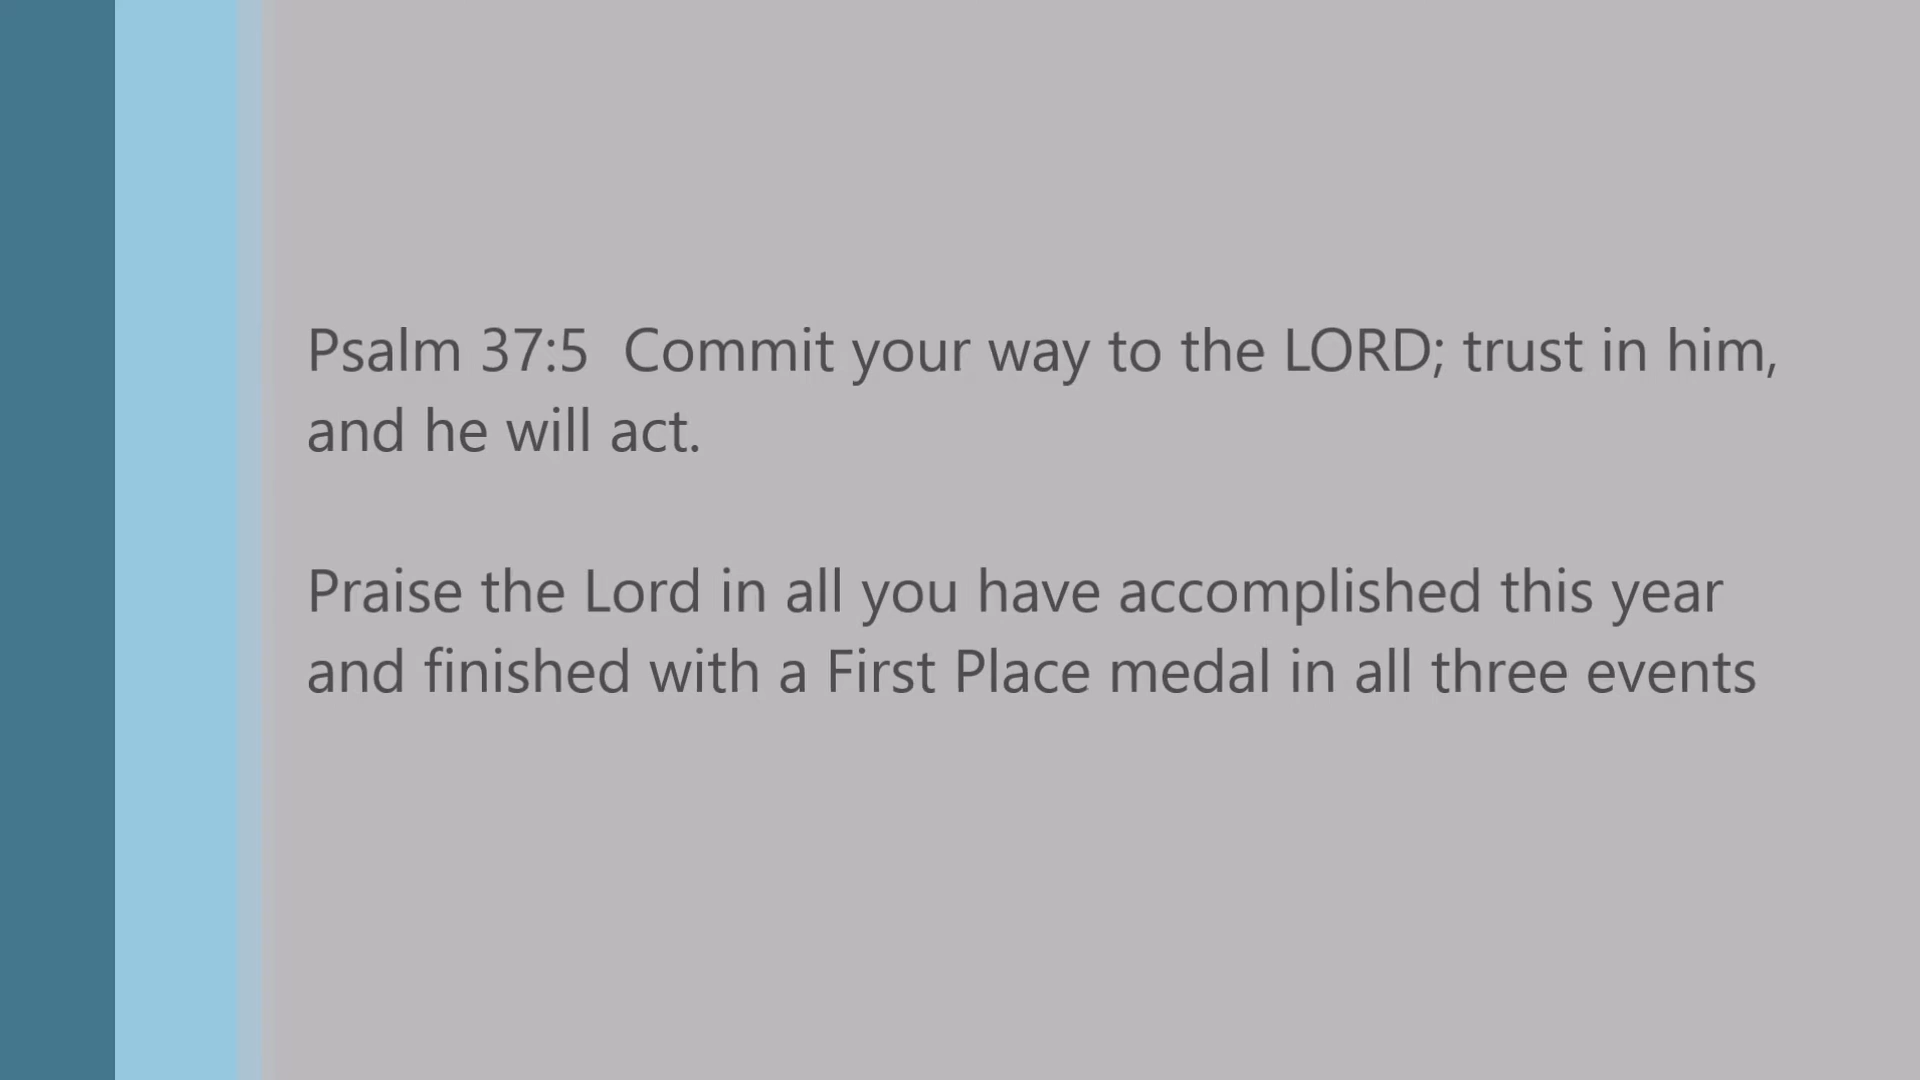 Psalm 37:5  Commit your way to the LORD; trust in him,
and he will act.
Praise the Lord in all you have accomplished this year
and finished with a First Place medal in all three events